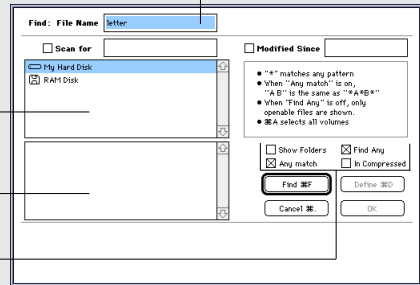 Find: File Name letter
Scan for
Modified Since
My Hard Disk
RAM Disk
• "*" matches any pattern
• When "Any match" is on,
"A B" is the same as "*A*B*"
• When "Find Any" is off, only
openable files are shown.
• ⌘A selects all volumes
Show Folders
Find Any
Any match
In Compressed
Find ⌘F
Define ⌘D
Cancel ⌘.
OK